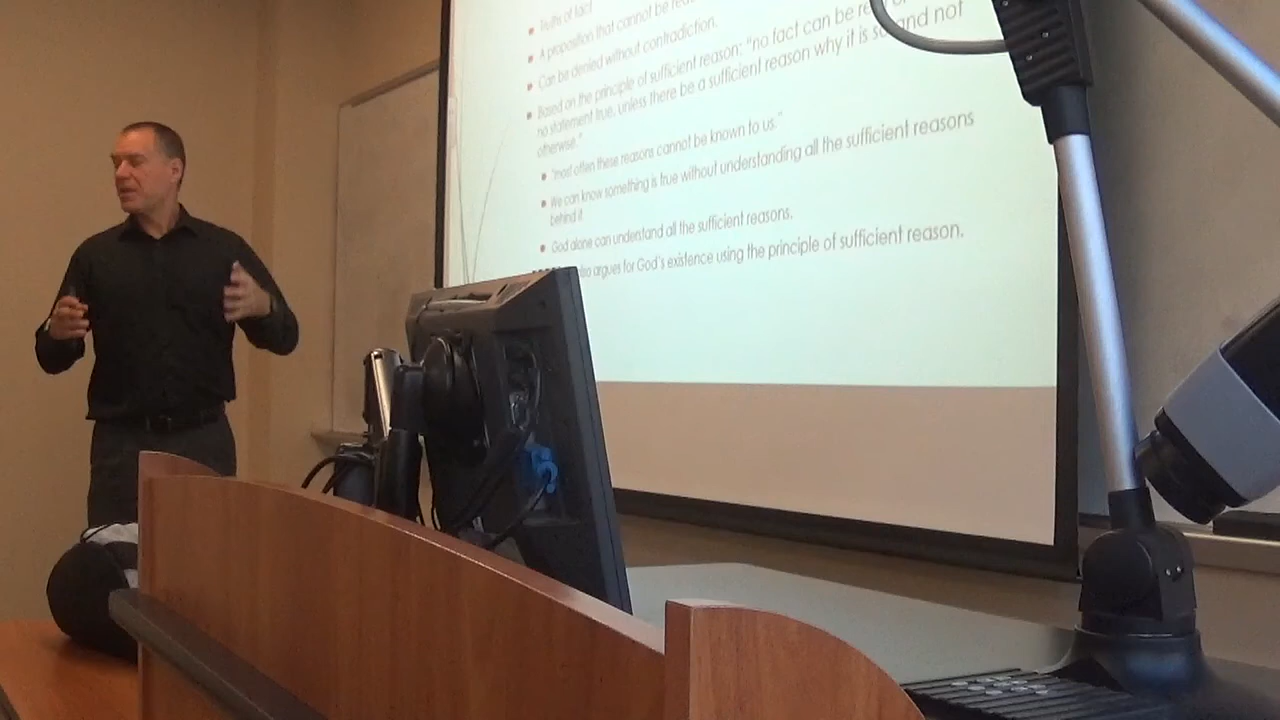 Truths of fact
A proposition that cannot be
Can be denied without contradiction.
Based on the principle of sufficient reason: "no fact can be
no statement true, unless there be a sufficient reason why it is so and not
otherwise."
"most often these reasons cannot be known to us."
We can know something is true without understanding all the sufficient reasons
behind it.
God alone can understand all the sufficient reasons.
also argues for God's existence using the principle of sufficient reason.